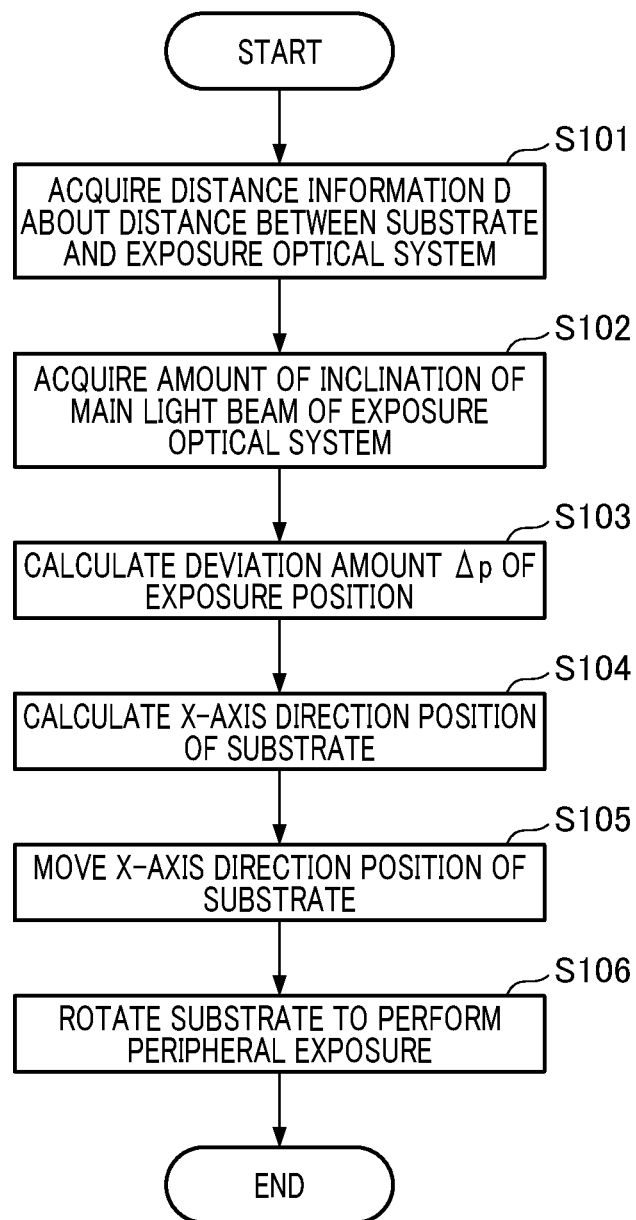 START
S101
ACQUIRE DISTANCE INFORMATION D
ABOUT DISTANCE BETWEEN SUBSTRATE
AND EXPOSURE OPTICAL SYSTEM
S102
ACQUIRE AMOUNT OF INCLINATION OF
MAIN LIGHT BEAM OF EXPOSURE
OPTICAL SYSTEM
S103
CALCULATE DEVIATION AMOUNT Δp OF
EXPOSURE POSITION
S104
CALCULATE X-AXIS DIRECTION POSITION
OF SUBSTRATE
S105
MOVE X-AXIS DIRECTION POSITION OF
SUBSTRATE
S106
ROTATE SUBSTRATE TO PERFORM
PERIPHERAL EXPOSURE
END